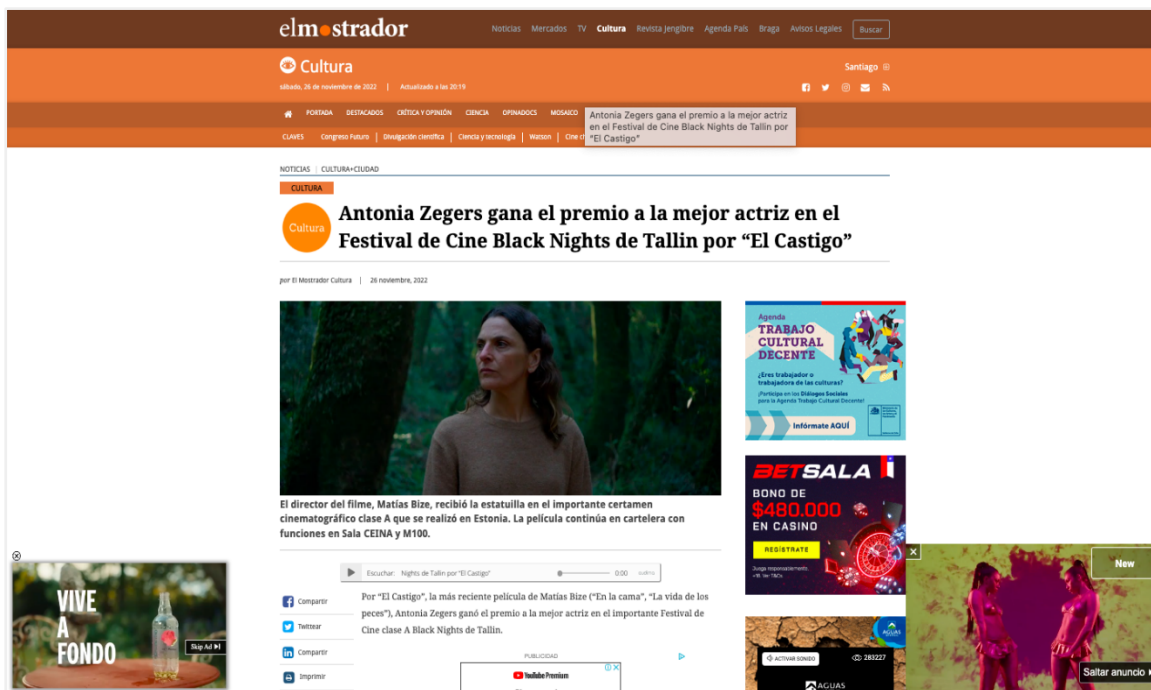 elmostrador
Noticias Mercados TV Cultura Revista Jengibre Agenda País Braga Avisos Legales Buscar
Cultura
Santiago
sábado, 26 de noviembre de 2022 | Actualizado a las 20:19
PORTADA DESTACADOS CRÍTICA Y OPINIÓN CIENCIA OPINADOCS MOSAICO
Antonia Zegers gana el premio a la mejor actriz
en el Festival de Cine Black Nights de Tallin por
"El Castigo"
CLAVES Congreso Futuro | Divulgación científica | Ciencia y tecnología | Watson | Cine
NOTICIAS | CULTURA+CIUDAD
CULTURA
Cultura
Antonia Zegers gana el premio a la mejor actriz en el
Festival de Cine Black Nights de Tallin por “El Castigo”
por El Mostrador Cultura | 26 noviembre, 2022
El director del filme, Matías Bize, recibió la estatuilla en el importante certamen
cinematográfico clase A que se realizó en Estonia. La película continúa en cartelera con
funciones en Sala CEINA y M100.
Escuchar: Nights de Tallin por "El Castigo" 0:00
Compartir
Twittear
Compartir
Imprimir
Por “El Castigo”, la más reciente película de Matías Bize (“En la cama”, “La vida de los
peces”), Antonia Zegers ganó el premio a la mejor actriz en el importante Festival de
Cine clase A Black Nights de Tallin.
PUBLICIDAD
YouTube Premium
Agenda
TRABAJO
CULTURAL
DECENTE
¿Eres trabajador o
trabajadora de las culturas?
¡Participa en los Diálogos Sociales
para la Agenda Trabajo Cultural Decente!
Infórmate AQUÍ
BETSALA
BONO DE
$480.000
EN CASINO
REGÍSTRATE
Juega responsablemente.
+18. Ver T&Cs.
ACTIVAR SONIDO 283227
AGUAS
AGUAS
VIVE
A
FONDO
Skip Ad
New
Saltar anuncio